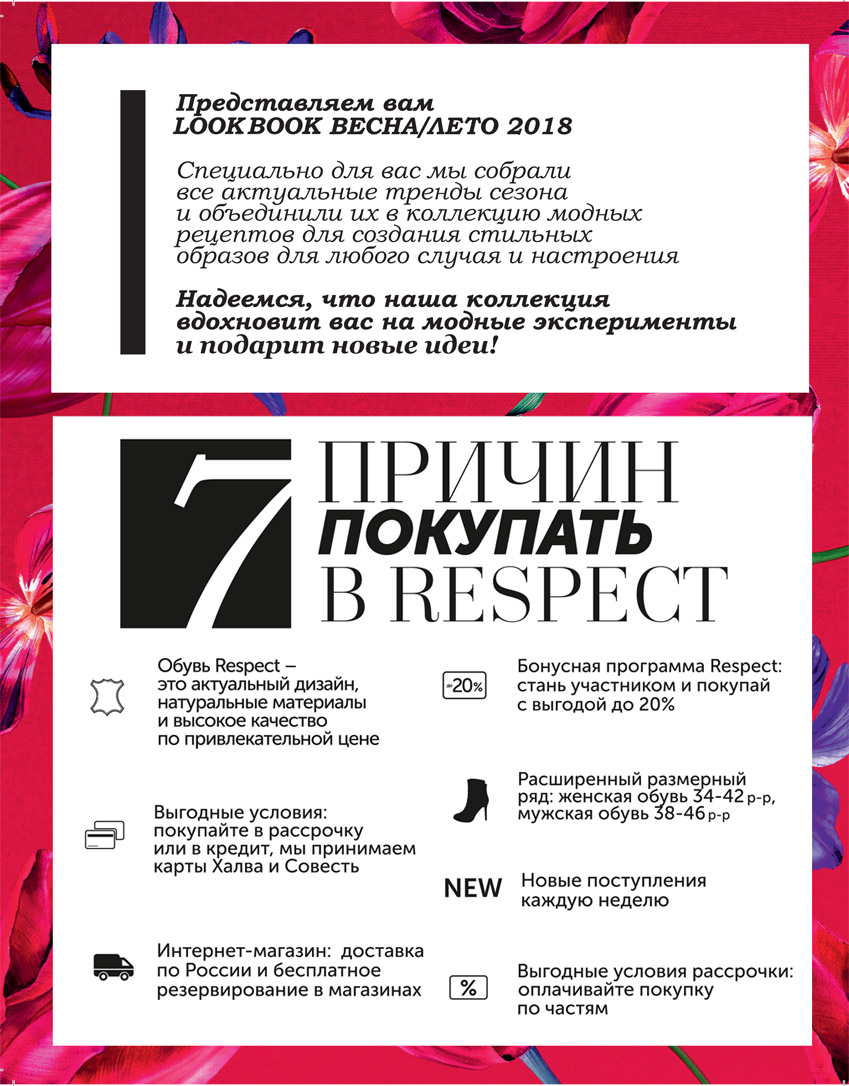 Представляем вам
LOOK BOOK ВЕСНА/ЛЕТО 2018
Специально для вас мы собрали
все актуальные тренды сезона
и объединили их в коллекцию модных
рецептов для создания стильных
образов для любого случая и настроения
Надеемся, что наша коллекция
вдохновит вас на модные эксперименты
и подарит новые идеи!
7 ПРИЧИН
ПОКУПАТЬ
В RESPECT
Обувь Respect –
это актуальный дизайн,
натуральные материалы
и высокое качество
по привлекательной цене
Выгодные условия:
покупайте в рассрочку
или в кредит, мы принимаем
карты Халва и Совесть
Интернет-магазин: доставка
по России и бесплатное
резервирование в магазинах
до20%
Бонусная программа Respect:
стань участником и покупай
с выгодой до 20%
Расширенный размерный
ряд: женская обувь 34-42 р-р,
мужская обувь 38-46 р-р
NEW
Новые поступления
каждую неделю
%
Выгодные условия рассрочки:
оплачивайте покупку
по частям